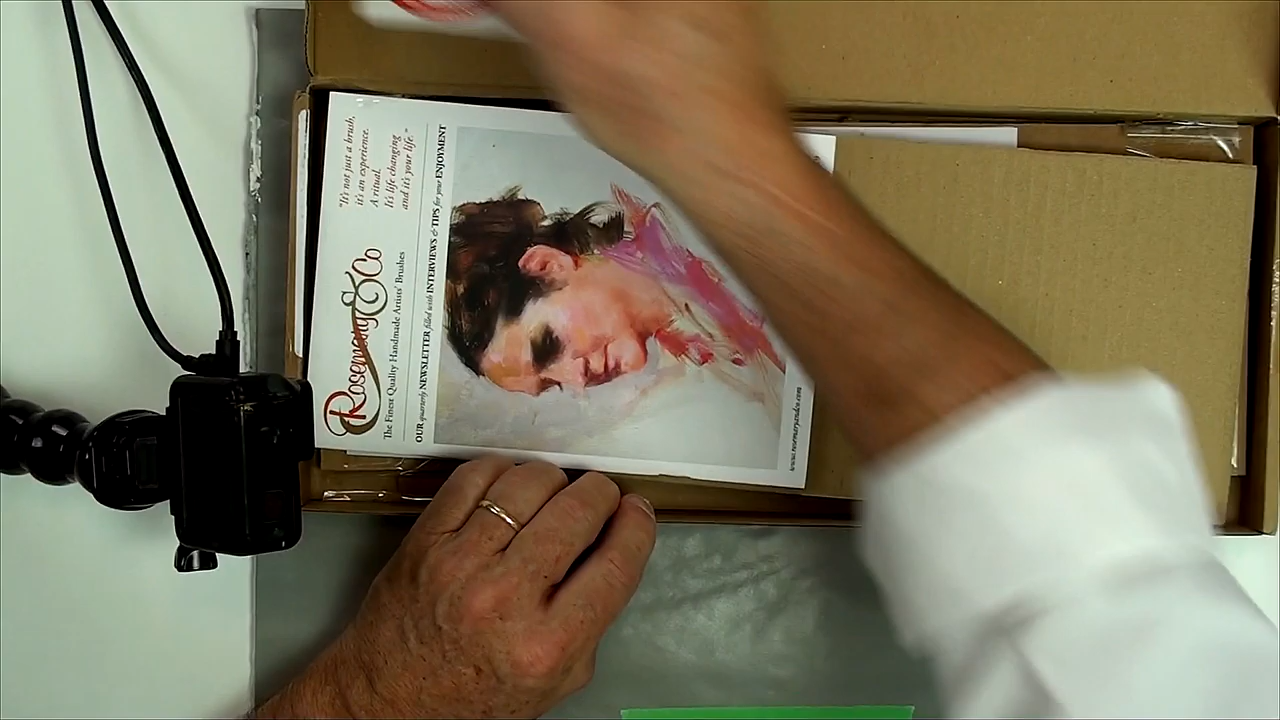 "It's not just a brush,
it's an experience.
A ritual.
It's life changing
and it's your life."
Rosemary & Co
The Finest Quality Handmade Artists' Brushes
OUR quarterly NEWSLETTER filled with INTERVIEWS & TIPS for your ENJOYMENT
www.rosemaryandco.com